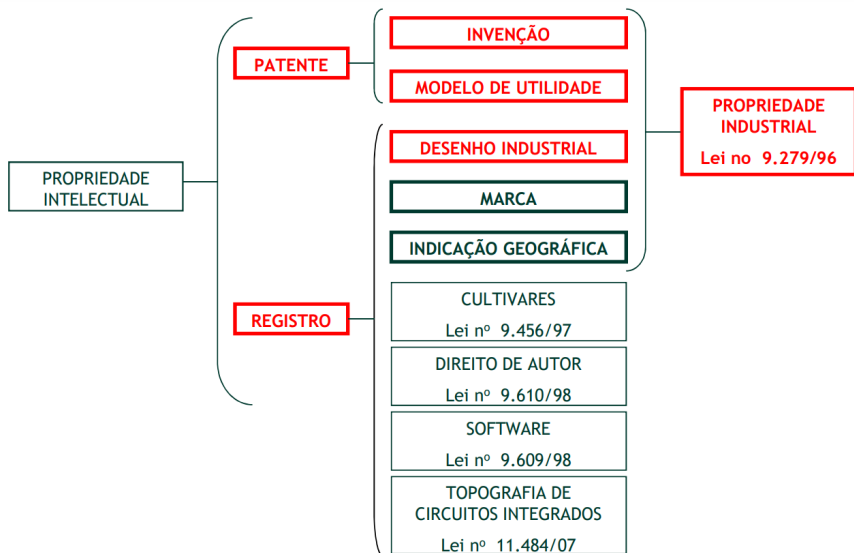 PROPRIEDADE
INTELECTUAL
PATENTE
INVENÇÃO
MODELO DE UTILIDADE
REGISTRO
DESENHO INDUSTRIAL
MARCA
INDICAÇÃO GEOGRÁFICA
CULTIVARES
Lei nº 9.456/97
DIREITO DE AUTOR
Lei nº 9.610/98
SOFTWARE
Lei nº 9.609/98
TOPOGRAFIA DE
CIRCUITOS INTEGRADOS
Lei nº 11.484/07
PROPRIEDADE
INDUSTRIAL
Lei no 9.279/96